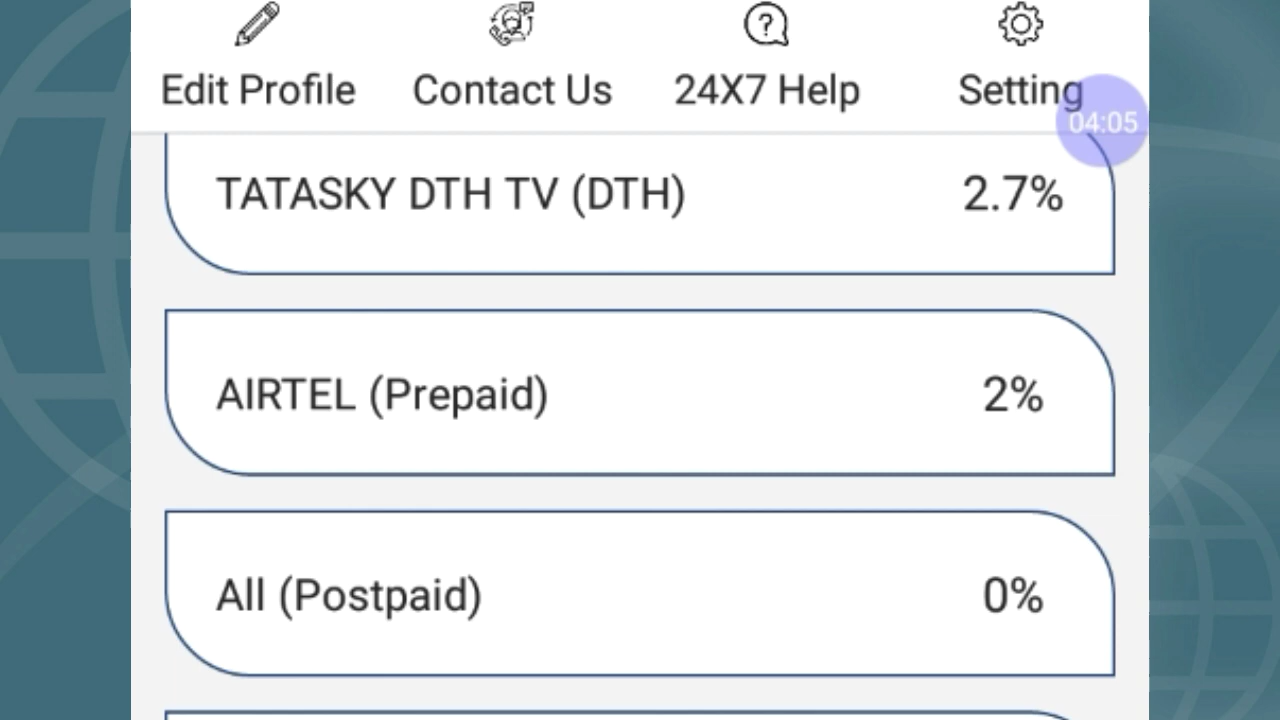 Edit Profile Contact Us 24X7 Help Setting
04:05
TATASKY DTH TV (DTH) 2.7%
AIRTEL (Prepaid) 2%
All (Postpaid) 0%